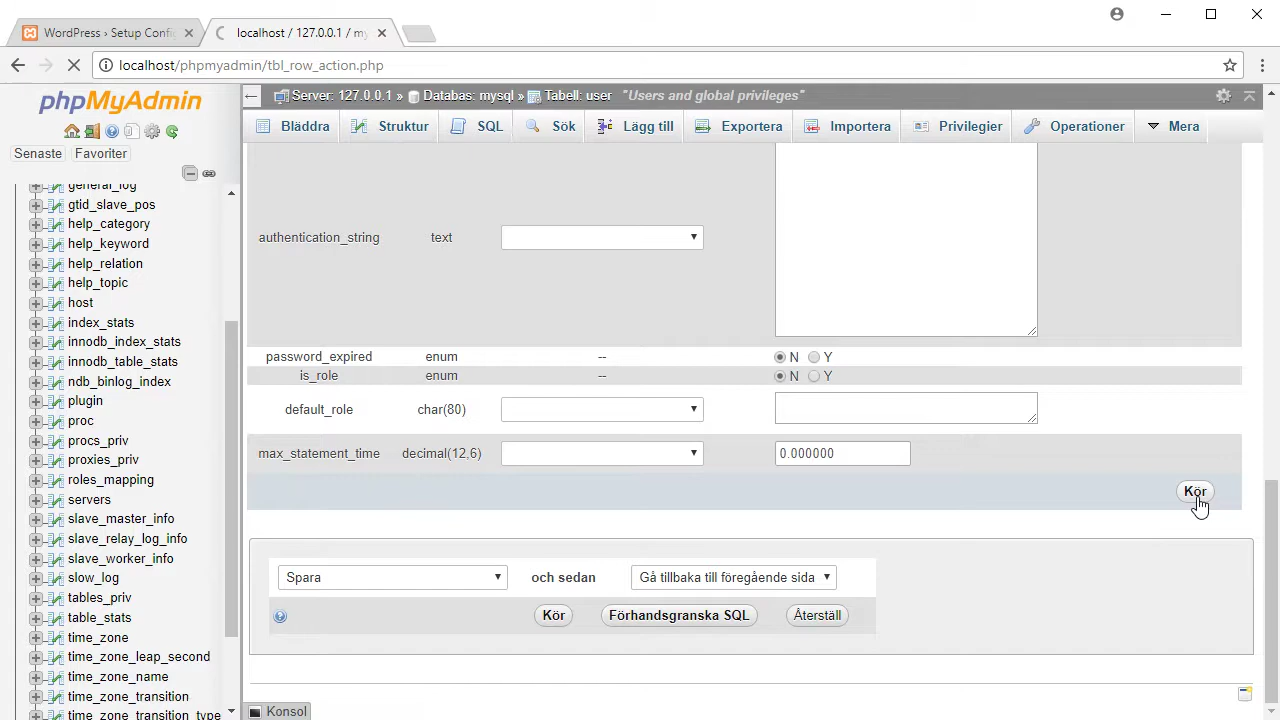 WordPress › Setup Confi
localhost / 127.0.0.1 / my
localhost/phpmyadmin/tbl_row_action.php
phpMyAdmin
Senaste
Favoriter
general_log
gtid_slave_pos
help_category
help_keyword
help_relation
help_topic
host
index_stats
innodb_index_stats
innodb_table_stats
ndb_binlog_index
plugin
proc
procs_priv
proxies_priv
roles_mapping
servers
slave_master_info
slave_relay_log_info
slave_worker_info
slow_log
tables_priv
table_stats
time_zone
time_zone_leap_second
time_zone_name
time_zone_transition
time_zone_transition_type
Server: 127.0.0.1 » Databas: mysql » Tabell: user "Users and global privileges"
Bläddra Struktur SQL Sök Lägg till Exportera Importera Privilegier Operationer Mera
authentication_string text
password_expired enum -- N Y
is_role enum -- N Y
default_role char(80)
max_statement_time decimal(12,6) 0.000000
Kör
Spara och sedan Gå tillbaka till föregående sida
Kör Förhandsgranska SQL Återställ
Konsol